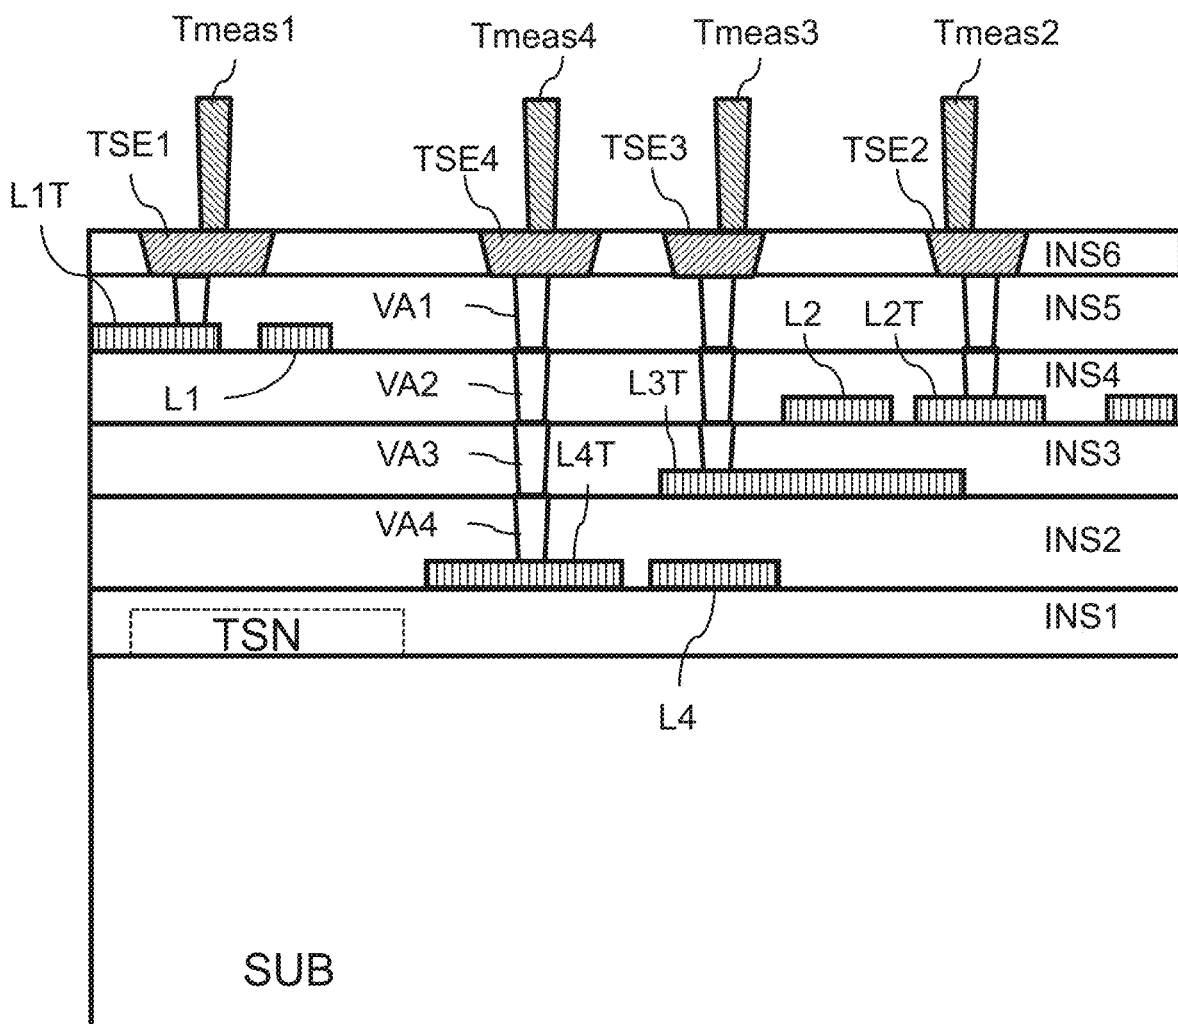 Tmeas1 Tmeas4 Tmeas3 Tmeas2
TSE1 TSE4 TSE3 TSE2
L1T
INS6
VA1 L2 L2T INS5
L1 VA2 L3T INS4
VA3 L4T INS3
VA4 INS2
TSN INS1
L4
SUB